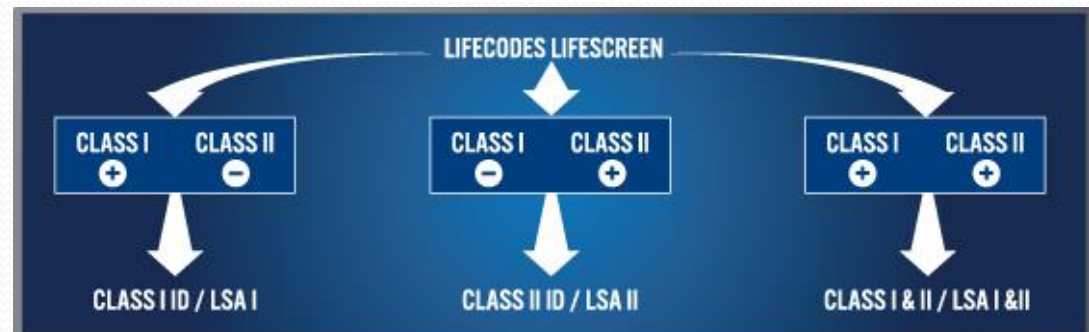 LIFECODES LIFESCREEN
CLASS I CLASS II CLASS I CLASS II CLASS I CLASS II
+ - - + + +
CLASS I ID / LSA I CLASS II ID / LSA II CLASS I & II / LSA I &II